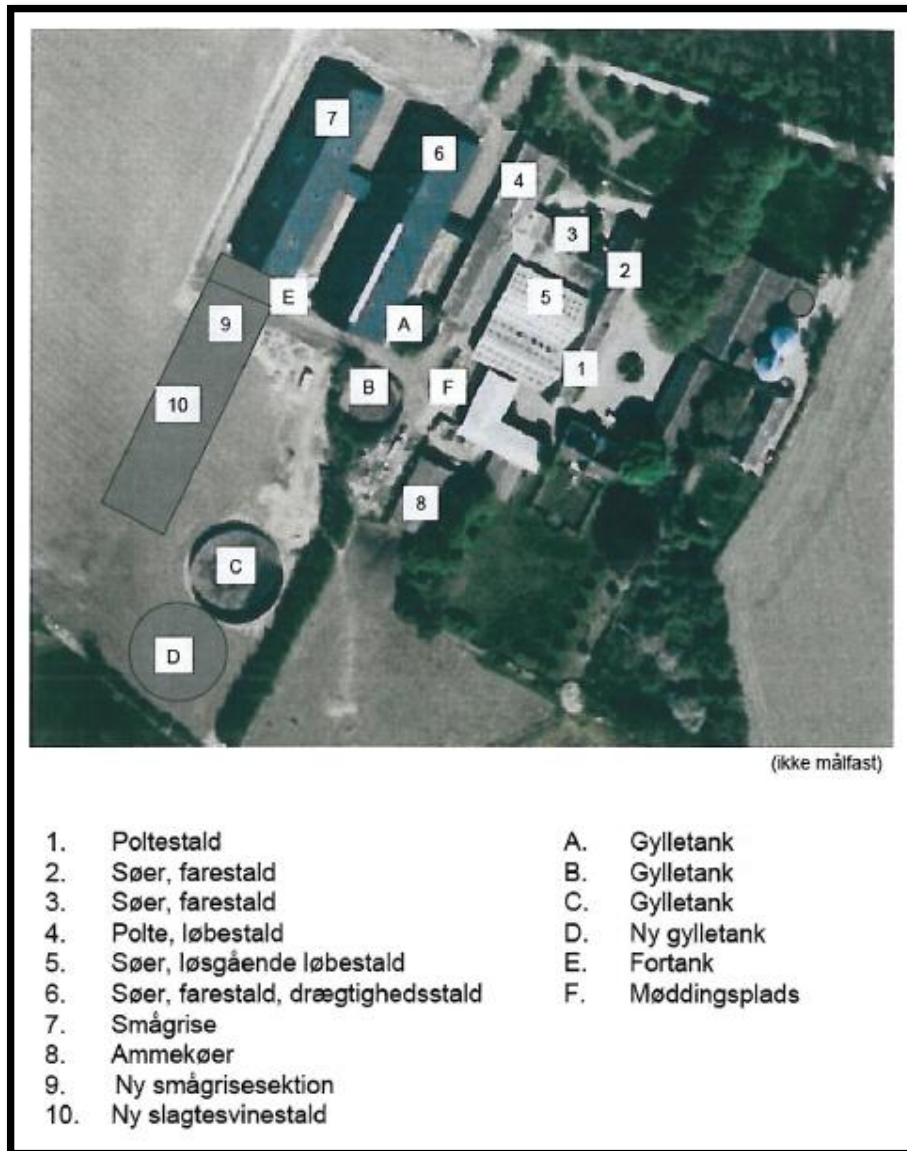 7
6
4
3
2
5
E
9
A
1
B
F
10
8
C
D
(ikke målfast)
1. Poltestald
2. Søer, farestald
3. Søer, farestald
4. Polte, løbestald
5. Søer, løsgående løbestald
6. Søer, farestald, drægtighedsstald
7. Smågrise
8. Ammekøer
9. Ny smågrisesektion
10. Ny slagtesvinestald
A. Gylletank
B. Gylletank
C. Gylletank
D. Ny gylletank
E. Fortank
F. Møddingsplads